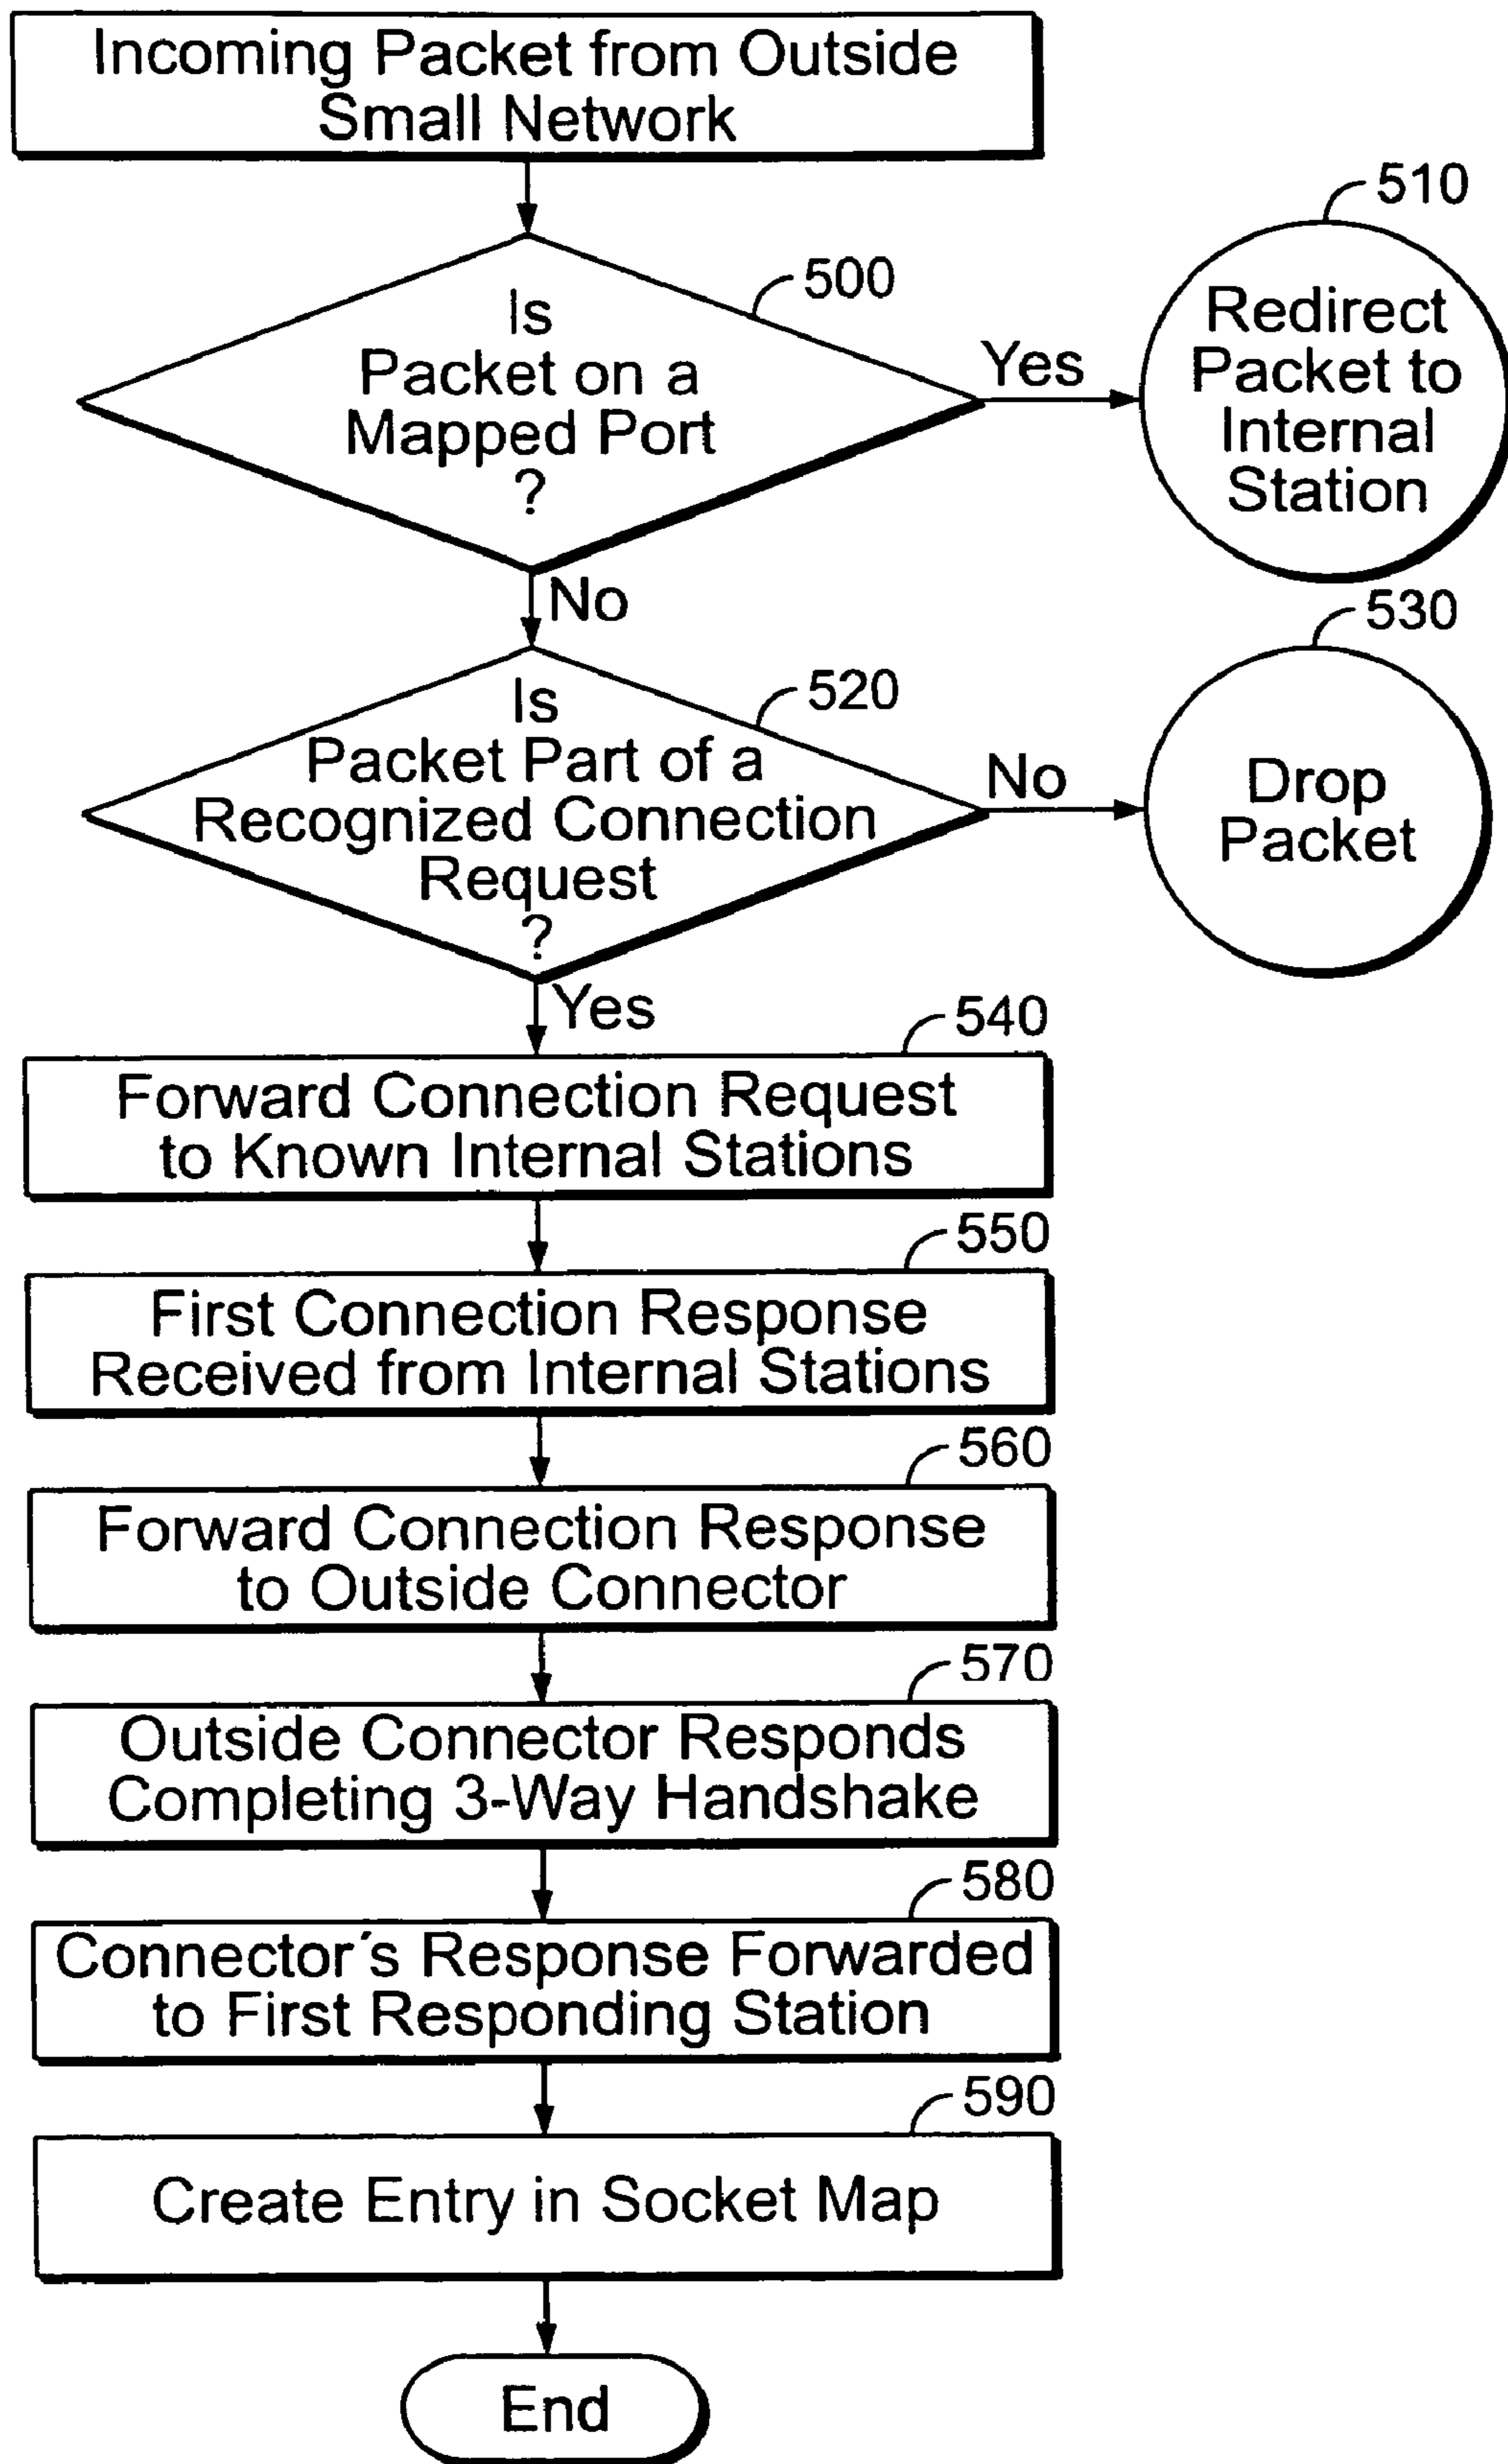 Incoming Packet from Outside
Small Network
510
500
Is
Packet on a
Mapped Port
?
Yes
Redirect
Packet to
Internal
Station
No
530
520
Is
Packet Part of a
Recognized Connection
Request
?
No
Drop
Packet
Yes
540
Forward Connection Request
to Known Internal Stations
550
First Connection Response
Received from Internal Stations
560
Forward Connection Response
to Outside Connector
570
Outside Connector Responds
Completing 3-Way Handshake
580
Connector's Response Forwarded
to First Responding Station
590
Create Entry in Socket Map
End